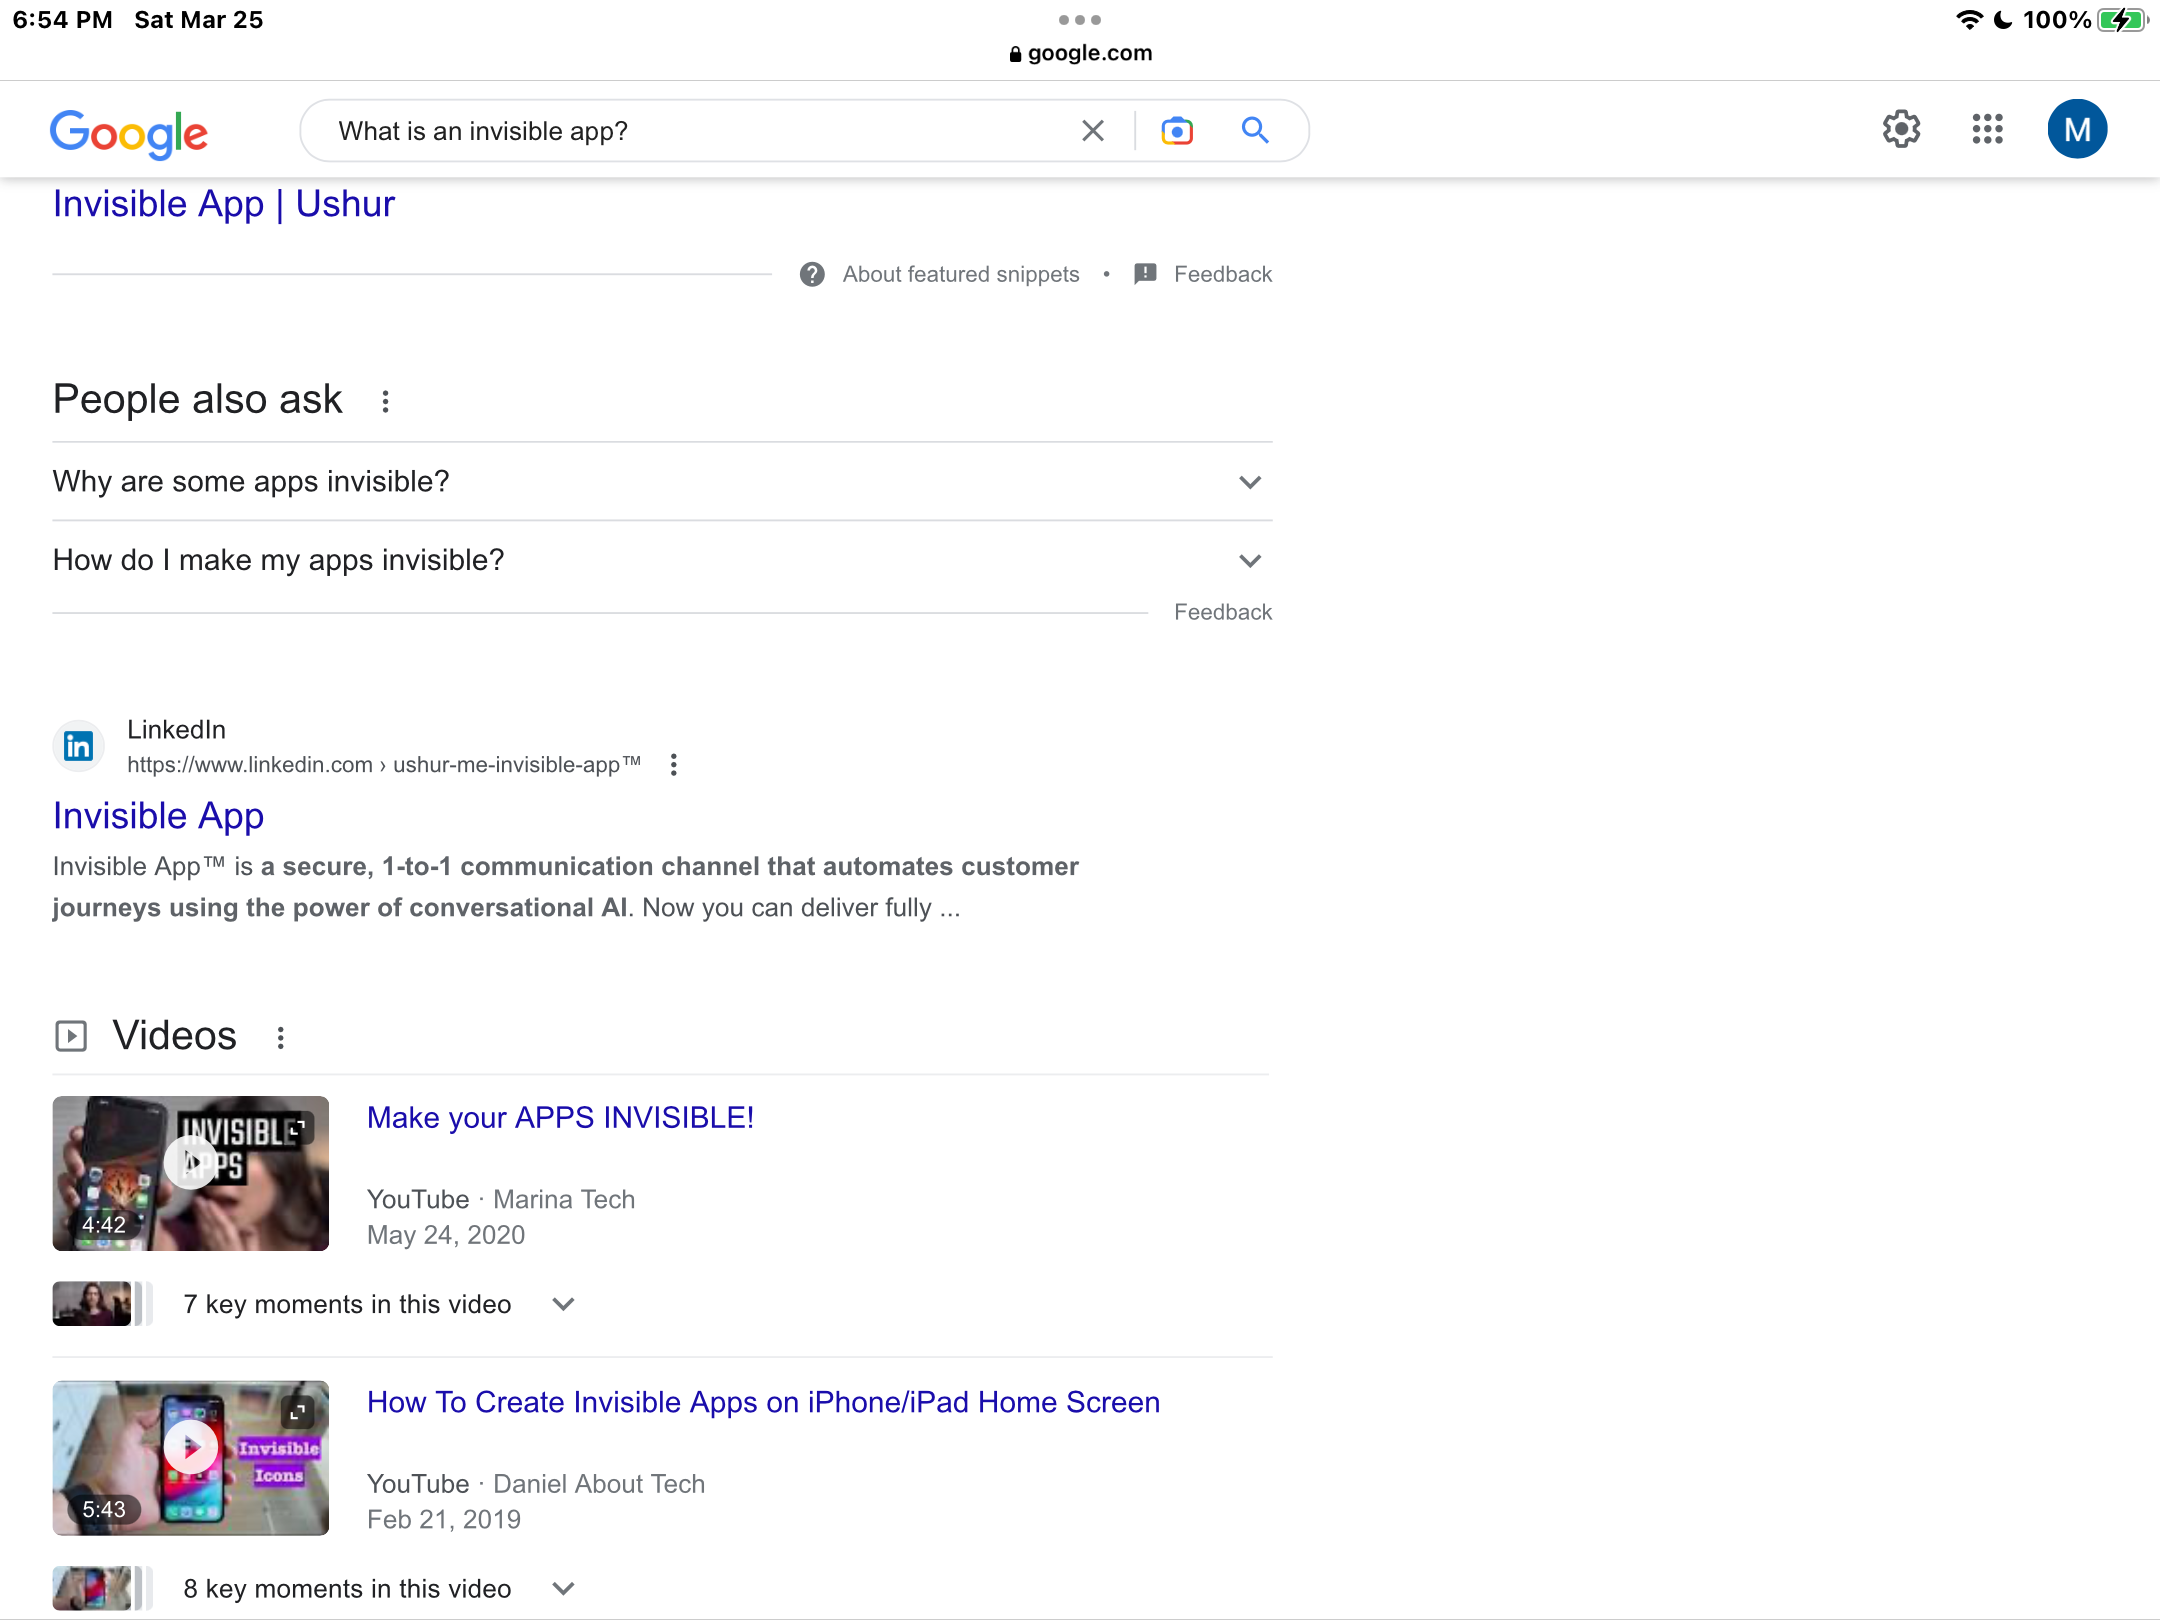 6:54 PM Sat Mar 25
100%
google.com
Google
What is an invisible app?
M
Invisible App | Ushur
About featured snippets • Feedback
People also ask
Why are some apps invisible?
How do I make my apps invisible?
Feedback
in
LinkedIn
https://www.linkedin.com › ushur-me-invisible-app™
Invisible App
Invisible App™ is a secure, 1-to-1 communication channel that automates customer
journeys using the power of conversational AI. Now you can deliver fully ...
Videos
INVISIBLE
APPS
4:42
Make your APPS INVISIBLE!
YouTube · Marina Tech
May 24, 2020
7 key moments in this video
Invisible
Icons
5:43
How To Create Invisible Apps on iPhone/iPad Home Screen
YouTube · Daniel About Tech
Feb 21, 2019
8 key moments in this video